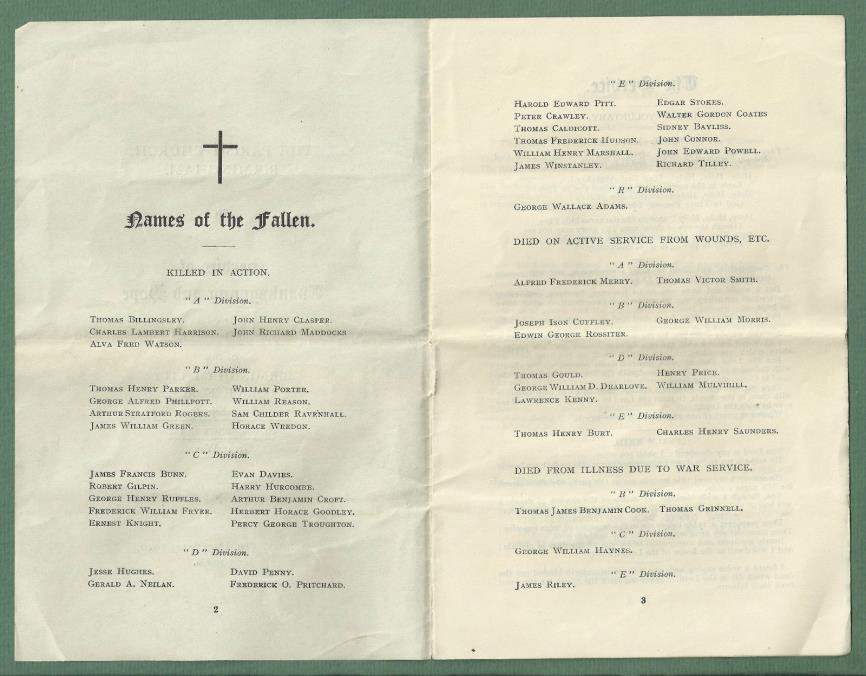 Names of the Fallen.
KILLED IN ACTION.
"A" Division.
THOMAS BILLINGSLEY. JOHN HENRY CLASPER.
CHARLES LAMBERT HARRISON. JOHN RICHARD MADDOCKS
ALVA FRED WATSON.
"B" Division.
THOMAS HENRY PARKER. WILLIAM PORTER.
GEORGE ALFRED PHILLPOTT. WILLIAM REASON.
ARTHUR STRATFORD ROGERS. SAM CHILDER RAVENHALL.
JAMES WILLIAM GREEN. HORACE WEEDON.
"C" Division.
JAMES FRANCIS BUNN. EVAN DAVIES.
ROBERT GILPIN. HARRY HURCOMBE.
GEORGE HENRY RUFFLES. ARTHUR BENJAMIN CROFT.
FREDERICK WILLIAM FRYER. HERBERT HORACE GOODLEY.
ERNEST KNIGHT. PERCY GEORGE TROUGHTON.
"D" Division.
JESSE HUGHES. DAVID PENNY.
GERALD A. NEILAN. FREDERICK O. PRITCHARD.
2
"E" Division.
HAROLD EDWARD PITT. EDGAR STOKES.
PETER CRAWLEY. WALTER GORDON COATES
THOMAS CALDICOTT. SIDNEY BAYLISS.
THOMAS FREDERICK HUDSON. JOHN CONNOR.
WILLIAM HENRY MARSHALL. JOHN EDWARD POWELL.
JAMES WINSTANLEY. RICHARD TILLEY.
"R" Division.
GEORGE WALLACE ADAMS.
DIED ON ACTIVE SERVICE FROM WOUNDS, ETC.
"A" Division.
ALFRED FREDERICK MERRY. THOMAS VICTOR SMITH.
"B" Division.
JOSEPH ISON CUFFLEY. GEORGE WILLIAM MORRIS.
EDWIN GEORGE ROSSITER.
"D" Division.
THOMAS GOULD. HENRY PRICE.
GEORGE WILLIAM D. DEARLOVE. WILLIAM MULVIHILL.
LAWRENCE KENNY.
"E" Division.
THOMAS HENRY BURT. CHARLES HENRY SAUNDERS.
DIED FROM ILLNESS DUE TO WAR SERVICE.
"B" Division.
THOMAS JAMES BENJAMIN COOK. THOMAS GRINNELL.
"C" Division.
GEORGE WILLIAM HAYNES.
"E" Division.
JAMES RILEY.
3